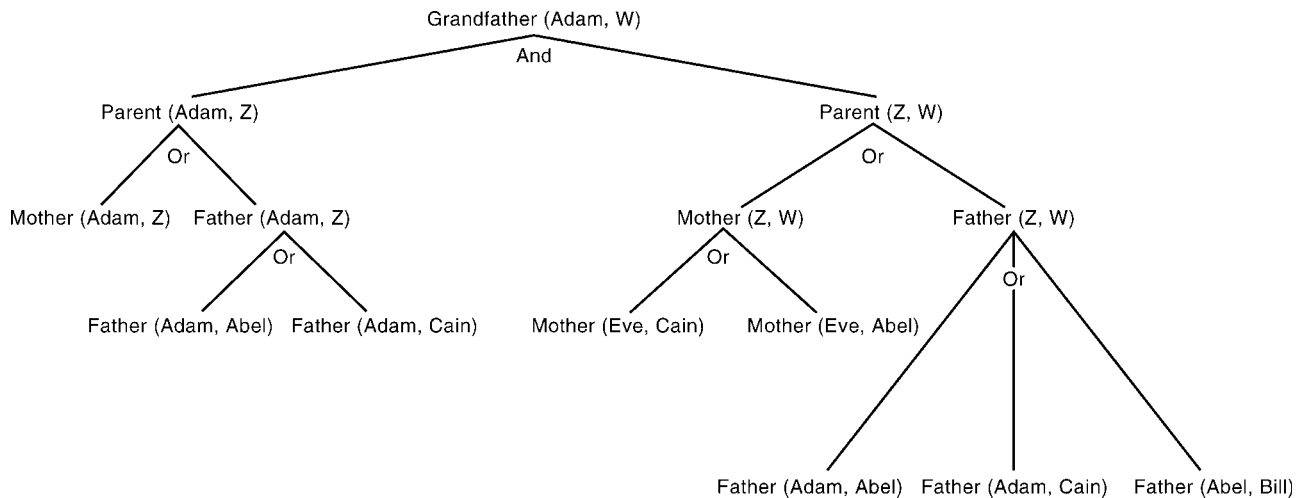 Grandfather (Adam, W)
And
Parent (Adam, Z)
Parent (Z, W)
Or
Or
Mother (Adam, Z)
Father (Adam, Z)
Mother (Z, W)
Father (Z, W)
Or
Or
Or
Father (Adam, Abel)
Father (Adam, Cain)
Mother (Eve, Cain)
Mother (Eve, Abel)
Father (Adam, Abel)
Father (Adam, Cain)
Father (Abel, Bill)